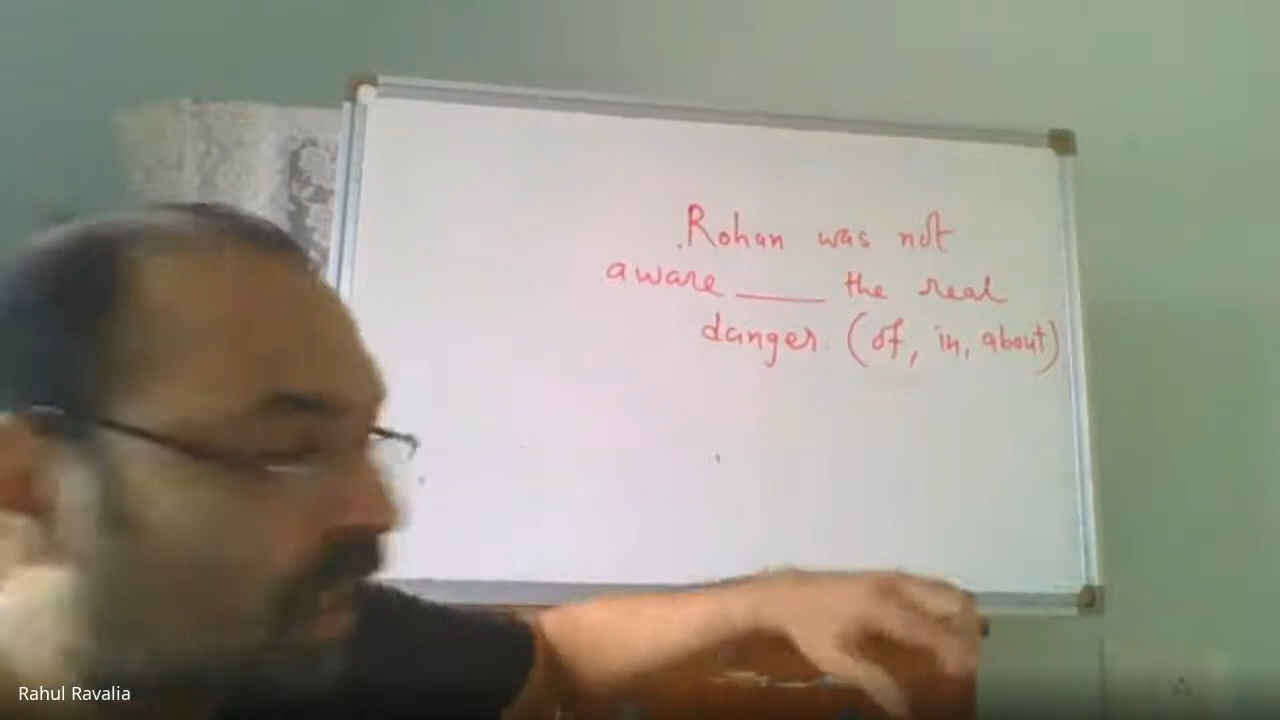 Rohan was not
aware ____ the real
danger. (of, in, about)
Rahul Ravalia